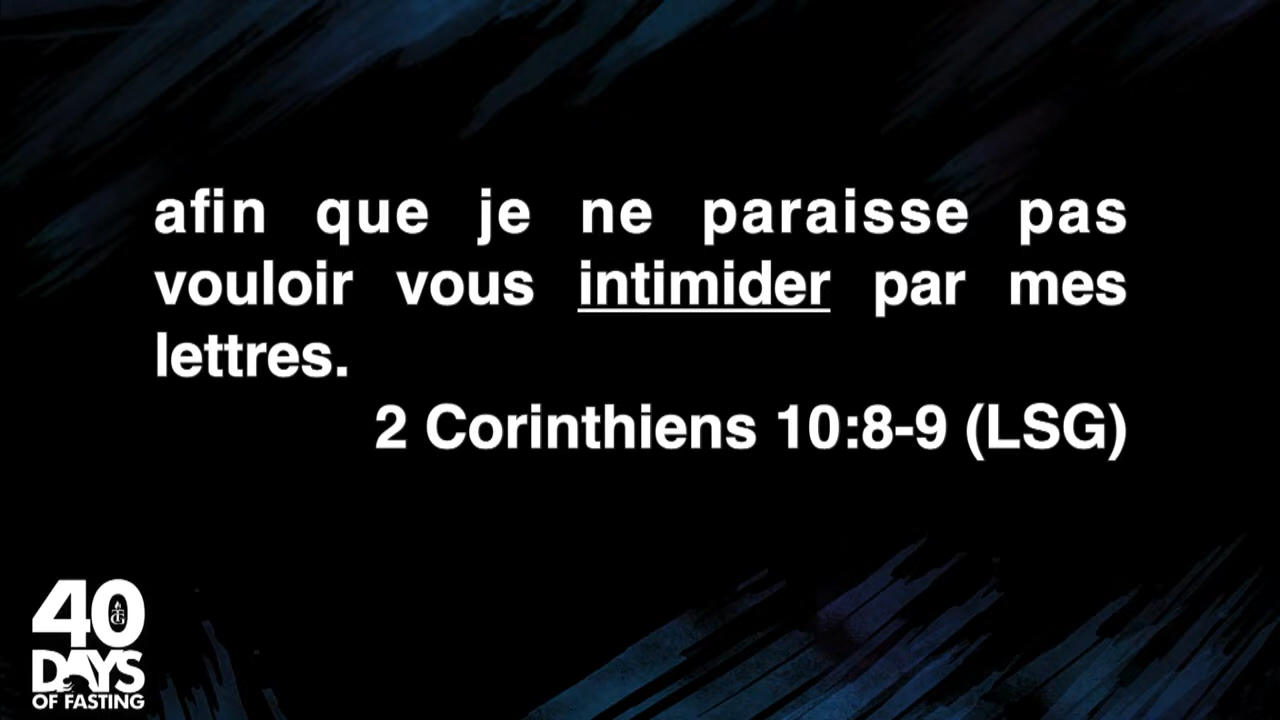 afin que je ne paraisse pas
vouloir vous intimider par mes
lettres.
2 Corinthiens 10:8-9 (LSG)
40
DAYS
OF FASTING